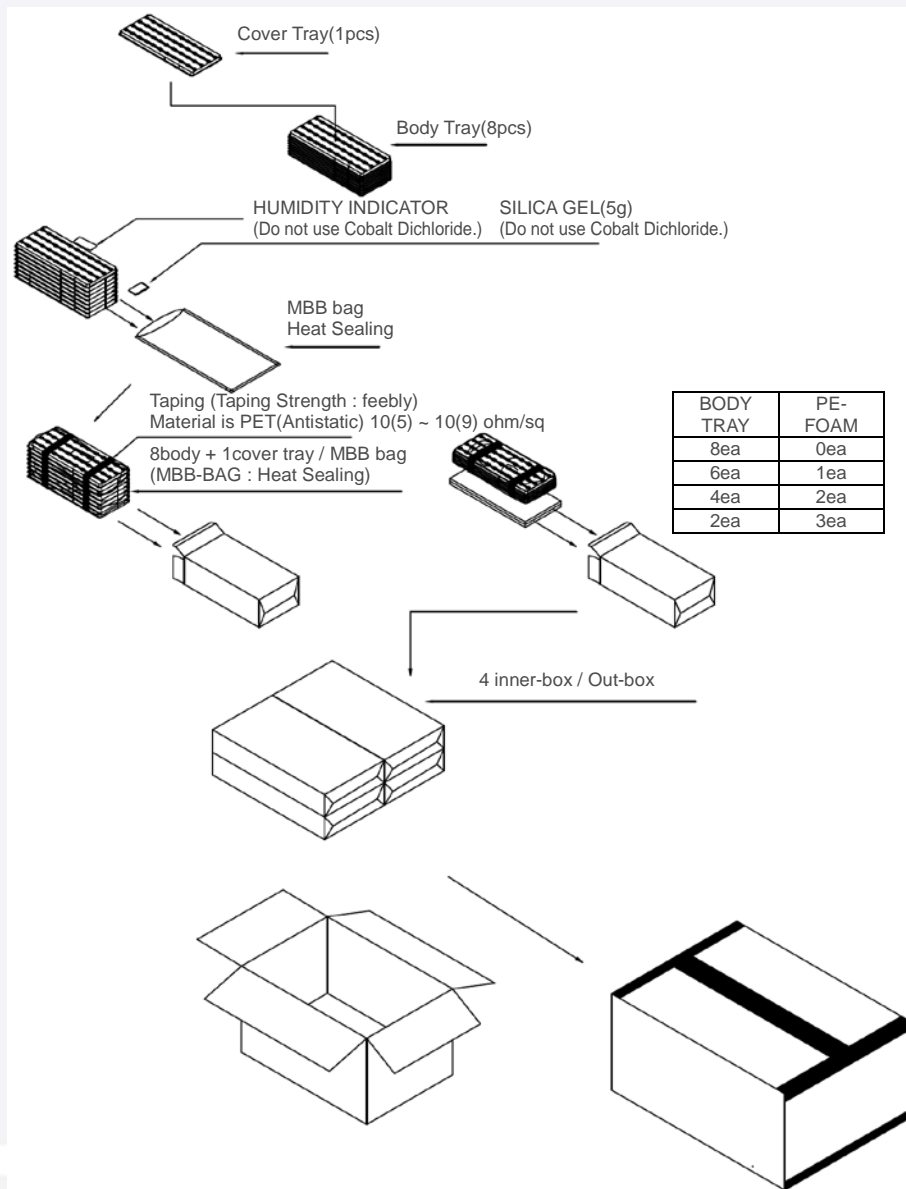 Cover Tray(1pcs)
Body Tray(8pcs)
HUMIDITY INDICATOR
(Do not use Cobalt Dichloride.)
SILICA GEL(5g)
(Do not use Cobalt Dichloride.)
MBB bag
Heat Sealing
Taping (Taping Strength : feebly)
Material is PET(Antistatic) 10(5) ~ 10(9) ohm/sq
8body + 1cover tray / MBB bag
(MBB-BAG : Heat Sealing)
BODY PE-
TRAY FOAM
8ea 0ea
6ea 1ea
4ea 2ea
2ea 3ea
4 inner-box / Out-box